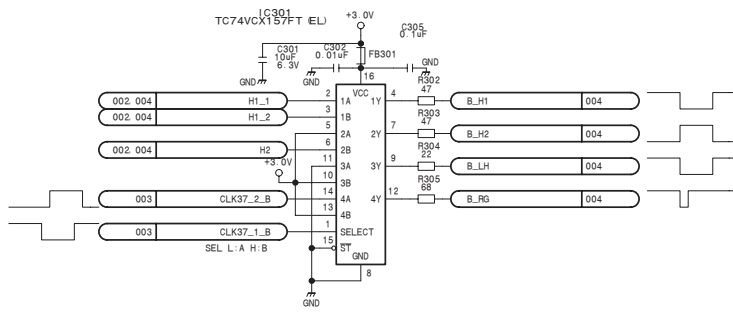 IC301
TC74VCX157FT (EL)
+3.0V
C305
0.1uF
C301
10uF
6.3V
C302
0.01uF
FB301
GND
GND
GND
16
VCC
R302
47
002. 004 H1_1 2 1A 1Y 4 B_H1 004
002. 004 H1_2 3 1B
R303
47
5 2A 2Y 7 B_H2 004
002. 004 H2 6 2B
R304
22
+3.0V
11 3A 3Y 9 B_LH 004
10 3B
R305
68
003 CLK37_2_B 14 4A 4Y 12 B_RG 004
13 4B
003 CLK37_1_B 1 SELECT
SEL L:A H:B
15 ST
GND
8
GND